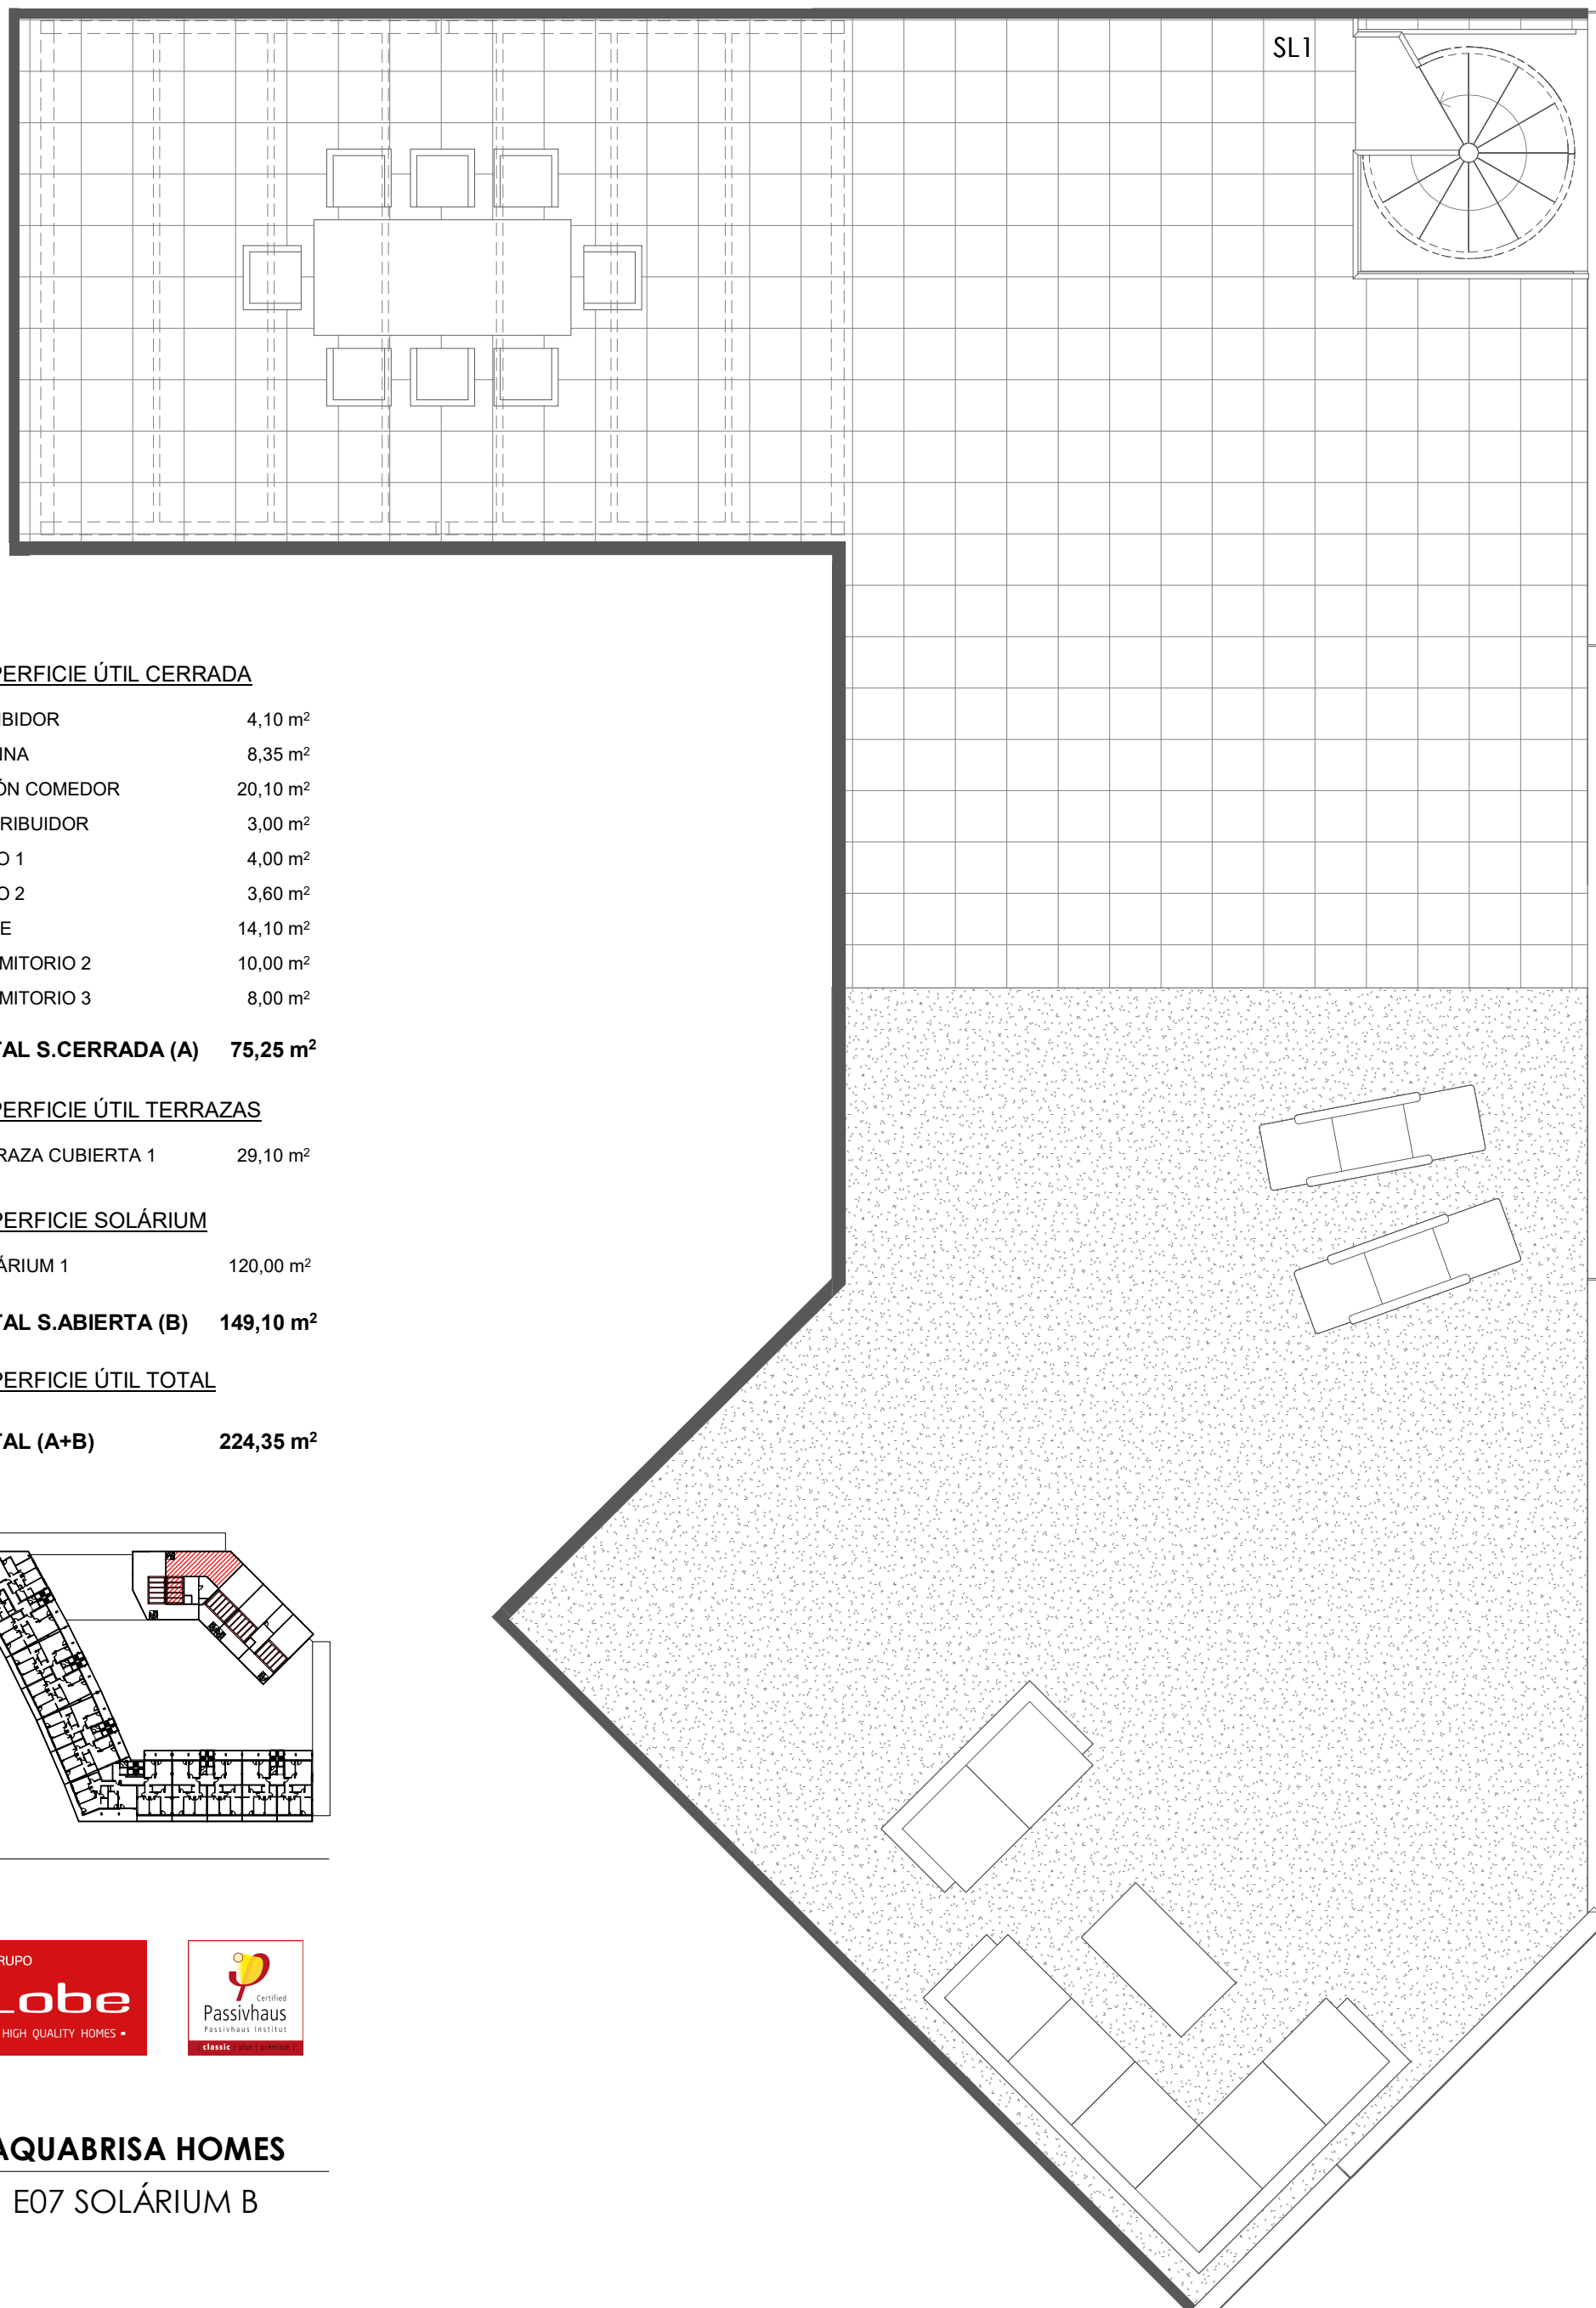 SL1
PERFICIE ÚTIL CERRADA
IBIDOR 4,10 m²
INA 8,35 m²
ÓN COMEDOR 20,10 m²
RIBUIDOR 3,00 m²
O 1 4,00 m²
O 2 3,60 m²
E 14,10 m²
MITORIO 2 10,00 m²
MITORIO 3 8,00 m²
TAL S.CERRADA (A) 75,25 m²
PERFICIE ÚTIL TERRAZAS
RAZA CUBIERTA 1 29,10 m²
PERFICIE SOLÁRIUM
ÁRIUM 1 120,00 m²
TAL S.ABIERTA (B) 149,10 m²
PERFICIE ÚTIL TOTAL
TAL (A+B) 224,35 m²
RUPO
Lobe
HIGH QUALITY HOMES •
Certified
Passivhaus
Passivhaus Institut
classic | plus | premium |
AQUABRISA HOMES
E07 SOLÁRIUM B